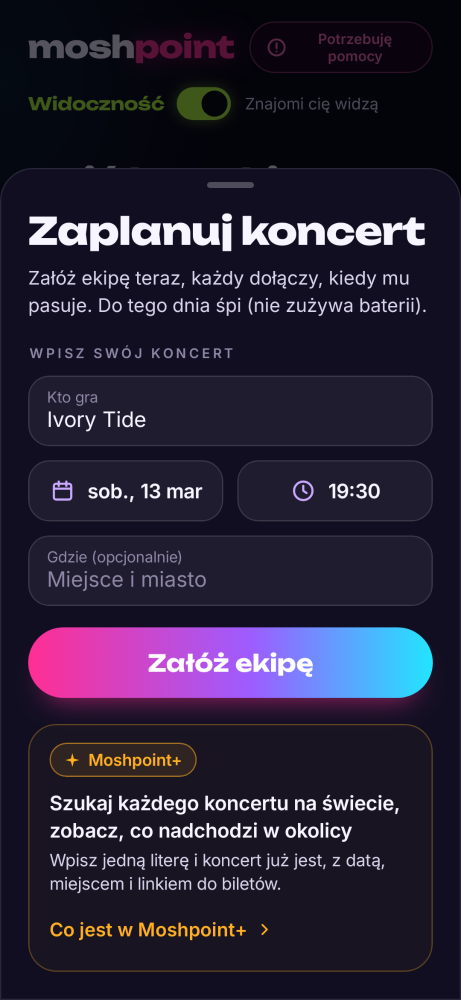 moshpoint
Potrzebuję
pomocy
Widoczność
Znajomi cię widzą
Zaplanuj koncert
Załóż ekipę teraz, każdy dołączy, kiedy mu
pasuje. Do tego dnia śpi (nie zużywa baterii).
WPISZ SWÓJ KONCERT
Kto gra
Ivory Tide
sob., 13 mar
19:30
Gdzie (opcjonalnie)
Miejsce i miasto
Załóż ekipę
Moshpoint+
Szukaj każdego koncertu na świecie,
zobacz, co nadchodzi w okolicy
Wpisz jedną literę i koncert już jest, z datą,
miejscem i linkiem do biletów.
Co jest w Moshpoint+